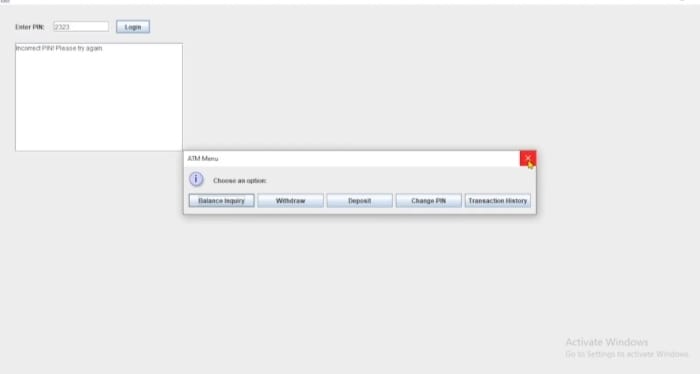 Enter PIN: 2323 Login
Incorrect PIN! Please try again.
ATM Menu
Choose an option:
Balance Inquiry Withdraw Deposit Change PIN Transaction History
Activate Windows
Go to Settings to activate Windows.